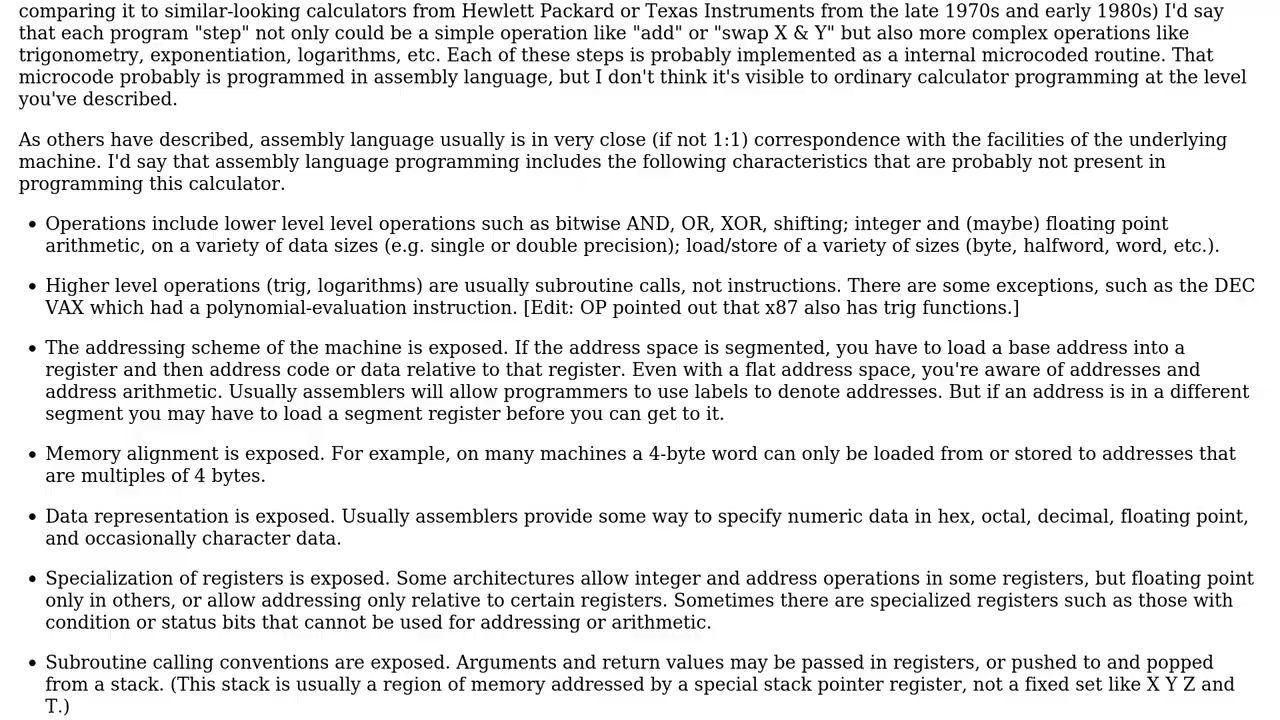 comparing it to similar-looking calculators from Hewlett Packard or Texas Instruments from the late 1970s and early 1980s) I'd say
that each program "step" not only could be a simple operation like "add" or "swap X & Y" but also more complex operations like
trigonometry, exponentiation, logarithms, etc. Each of these steps is probably implemented as a internal microcoded routine. That
microcode probably is programmed in assembly language, but I don't think it's visible to ordinary calculator programming at the level
you've described.
As others have described, assembly language usually is in very close (if not 1:1) correspondence with the facilities of the underlying
machine. I'd say that assembly language programming includes the following characteristics that are probably not present in
programming this calculator.
• Operations include lower level level operations such as bitwise AND, OR, XOR, shifting; integer and (maybe) floating point
arithmetic, on a variety of data sizes (e.g. single or double precision); load/store of a variety of sizes (byte, halfword, word, etc.).
• Higher level operations (trig, logarithms) are usually subroutine calls, not instructions. There are some exceptions, such as the DEC
VAX which had a polynomial-evaluation instruction. [Edit: OP pointed out that x87 also has trig functions.]
• The addressing scheme of the machine is exposed. If the address space is segmented, you have to load a base address into a
register and then address code or data relative to that register. Even with a flat address space, you're aware of addresses and
address arithmetic. Usually assemblers will allow programmers to use labels to denote addresses. But if an address is in a different
segment you may have to load a segment register before you can get to it.
• Memory alignment is exposed. For example, on many machines a 4-byte word can only be loaded from or stored to addresses that
are multiples of 4 bytes.
• Data representation is exposed. Usually assemblers provide some way to specify numeric data in hex, octal, decimal, floating point,
and occasionally character data.
• Specialization of registers is exposed. Some architectures allow integer and address operations in some registers, but floating point
only in others, or allow addressing only relative to certain registers. Sometimes there are specialized registers such as those with
condition or status bits that cannot be used for addressing or arithmetic.
• Subroutine calling conventions are exposed. Arguments and return values may be passed in registers, or pushed to and popped
from a stack. (This stack is usually a region of memory addressed by a special stack pointer register, not a fixed set like X Y Z and
T.)